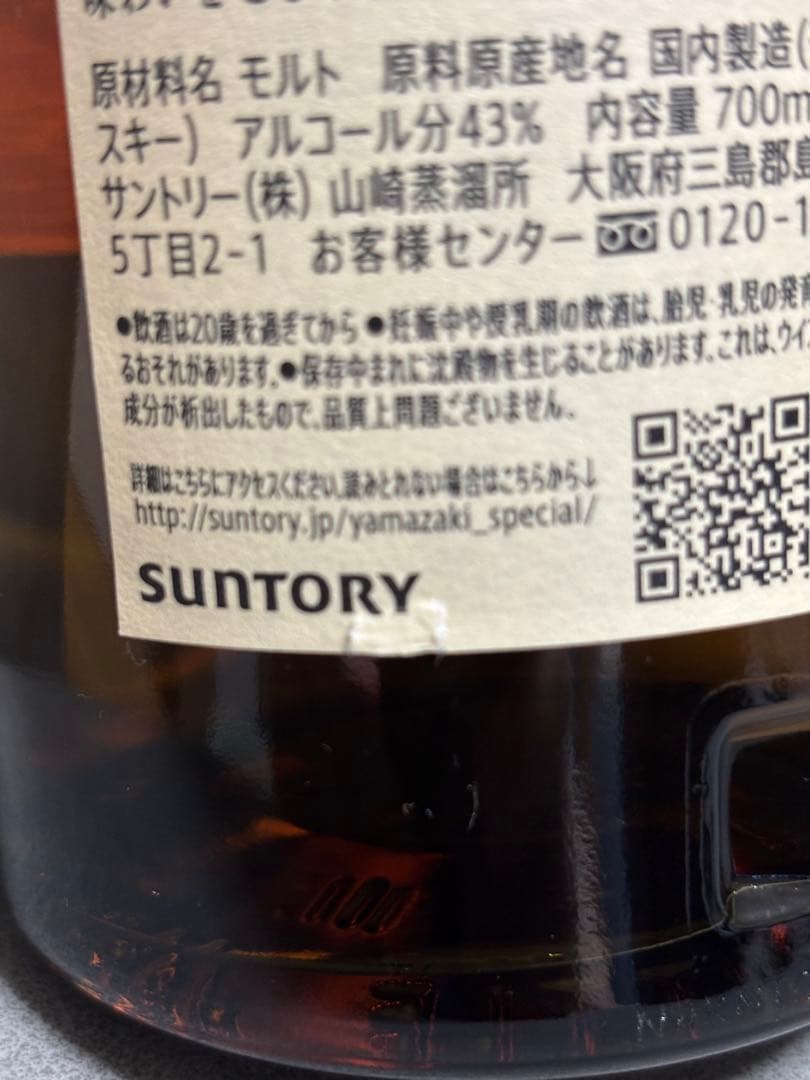 原材料名 モルト 原料原産地名 国内製造(
スキー) アルコール分43% 内容量 700m
サントリー(株) 山崎蒸溜所 大阪府三島郡島
5丁目2-1 お客様センター 0120-1
●飲酒は20歳を過ぎてから ●妊娠中や授乳期の飲酒は、胎児・乳児の発育
るおそれがあります。●保存中まれに沈殿物を生じることがあります。これは、ウイ
成分が析出したもので、品質上問題ございません。
詳細はこちらにアクセスください。読みとれない場合はこちらから↓
http://suntory.jp/yamazaki_special/
SUNTORY